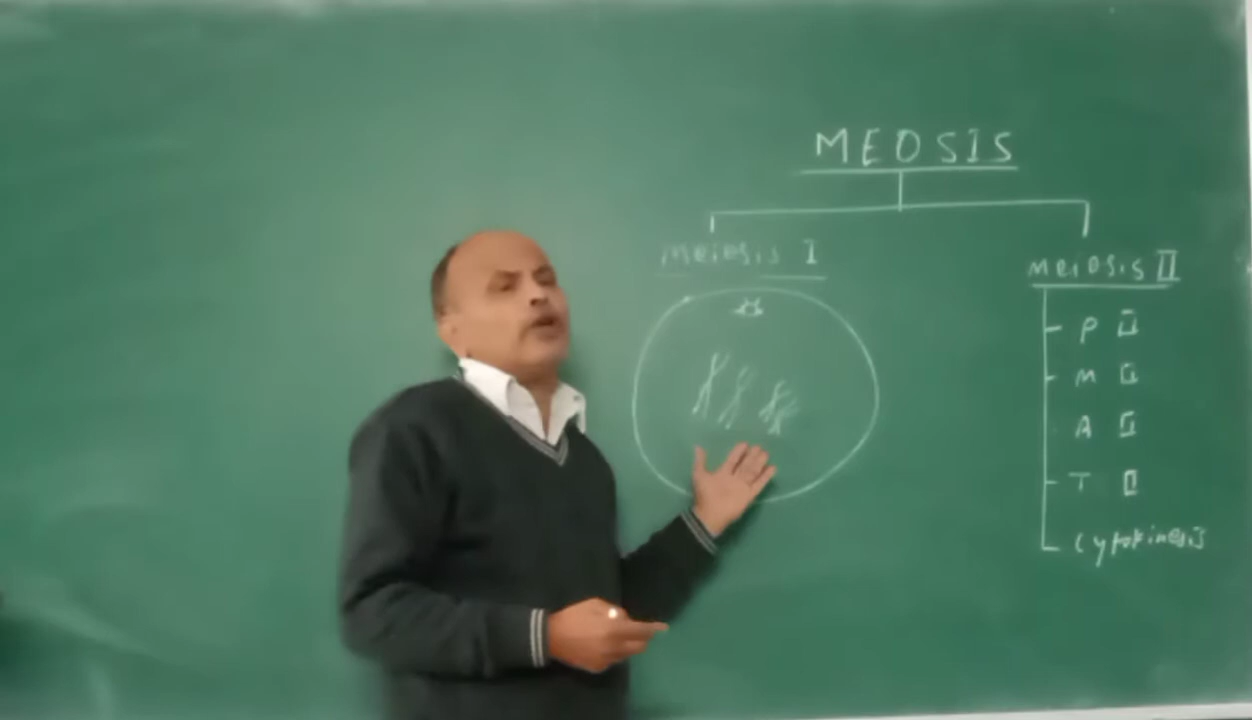 MEOSIS
meiosis I
meiosis II
P II
M II
A II
T II
Cytokinesis